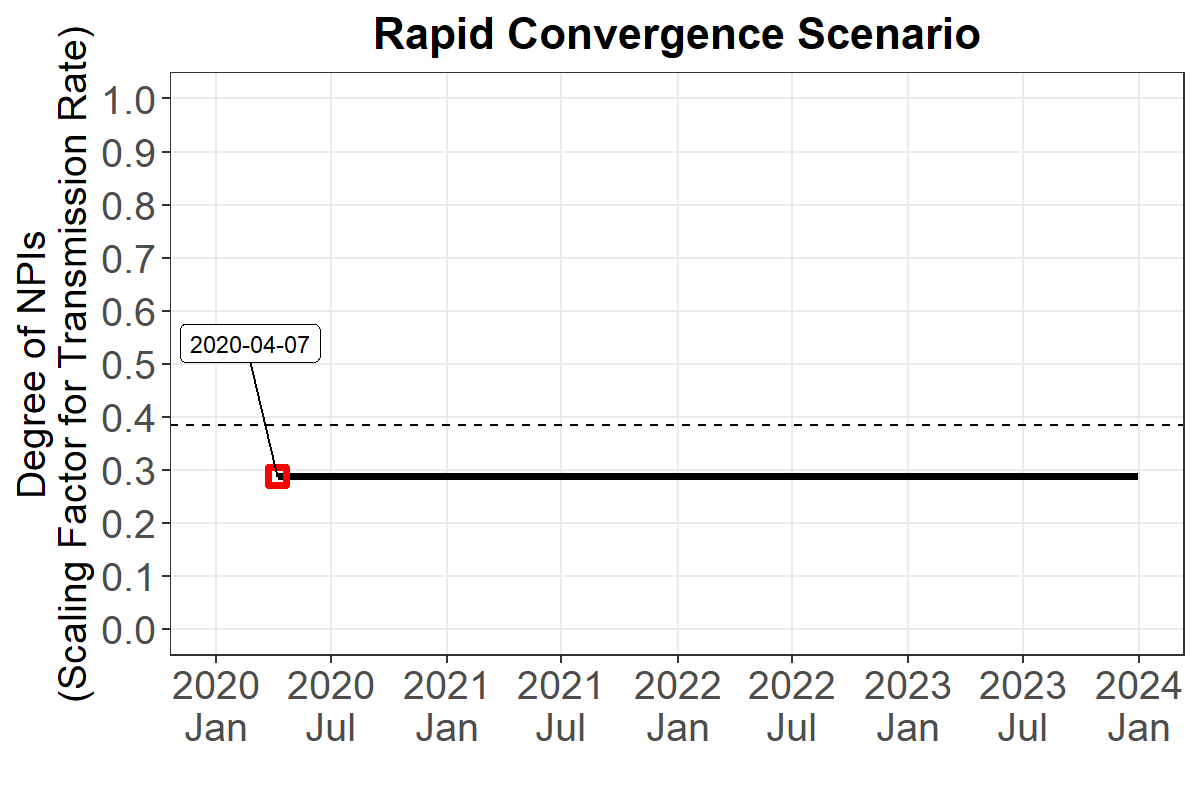 Rapid Convergence Scenario
Degree of NPIs
(Scaling Factor for Transmission Rate)
1.0
0.9
0.8
0.7
0.6
0.5
0.4
0.3
0.2
0.1
0.0
2020-04-07
2020 2020 2021 2021 2022 2022 2023 2023 2024
Jan Jul Jan Jul Jan Jul Jan Jul Jan